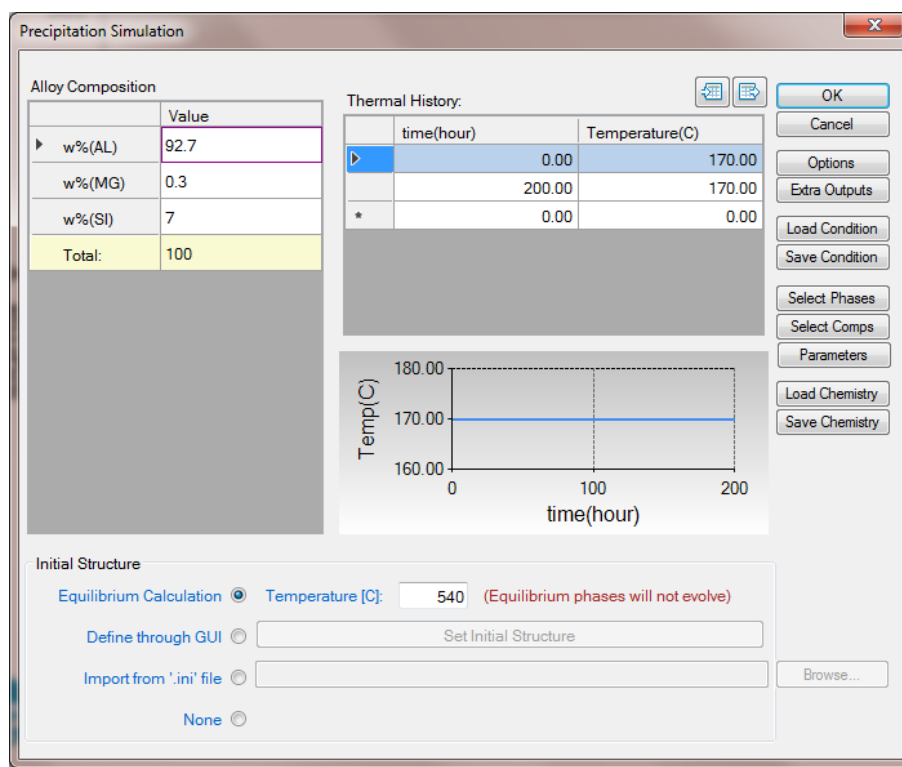 Precipitation Simulation
Alloy Composition
Value
w%(AL) 92.7
w%(MG) 0.3
w%(SI) 7
Total: 100
Thermal History:
time(hour) Temperature(C)
0.00 170.00
200.00 170.00
* 0.00 0.00
180.00
170.00
160.00
Temp(C)
0 100 200
time(hour)
OK
Cancel
Options
Extra Outputs
Load Condition
Save Condition
Select Phases
Select Comps
Parameters
Load Chemistry
Save Chemistry
Initial Structure
Equilibrium Calculation Temperature [C]: 540 (Equilibrium phases will not evolve)
Define through GUI Set Initial Structure
Import from '.ini' file Browse...
None